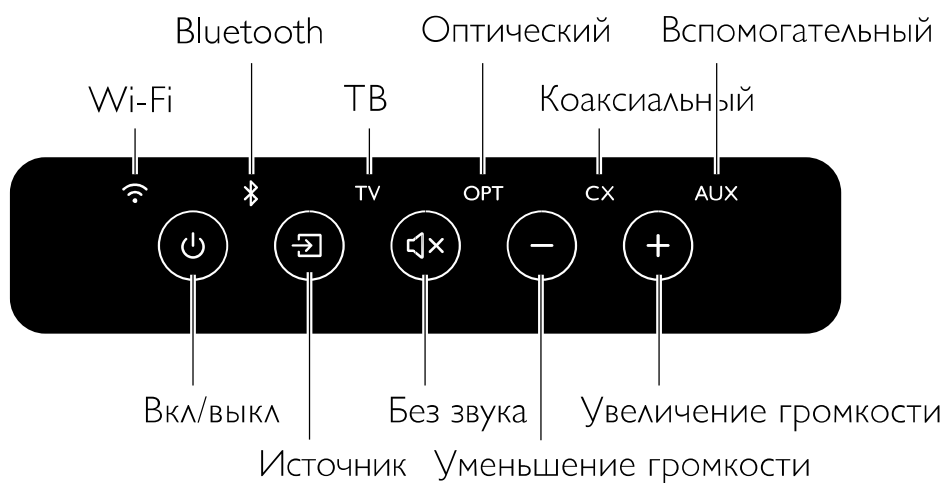 Bluetooth Оптический Вспомогательный
Wi-Fi ТВ Коаксиальный
TV OPT CX AUX
Вкл/выкл Без звука Увеличение громкости
Источник Уменьшение громкости